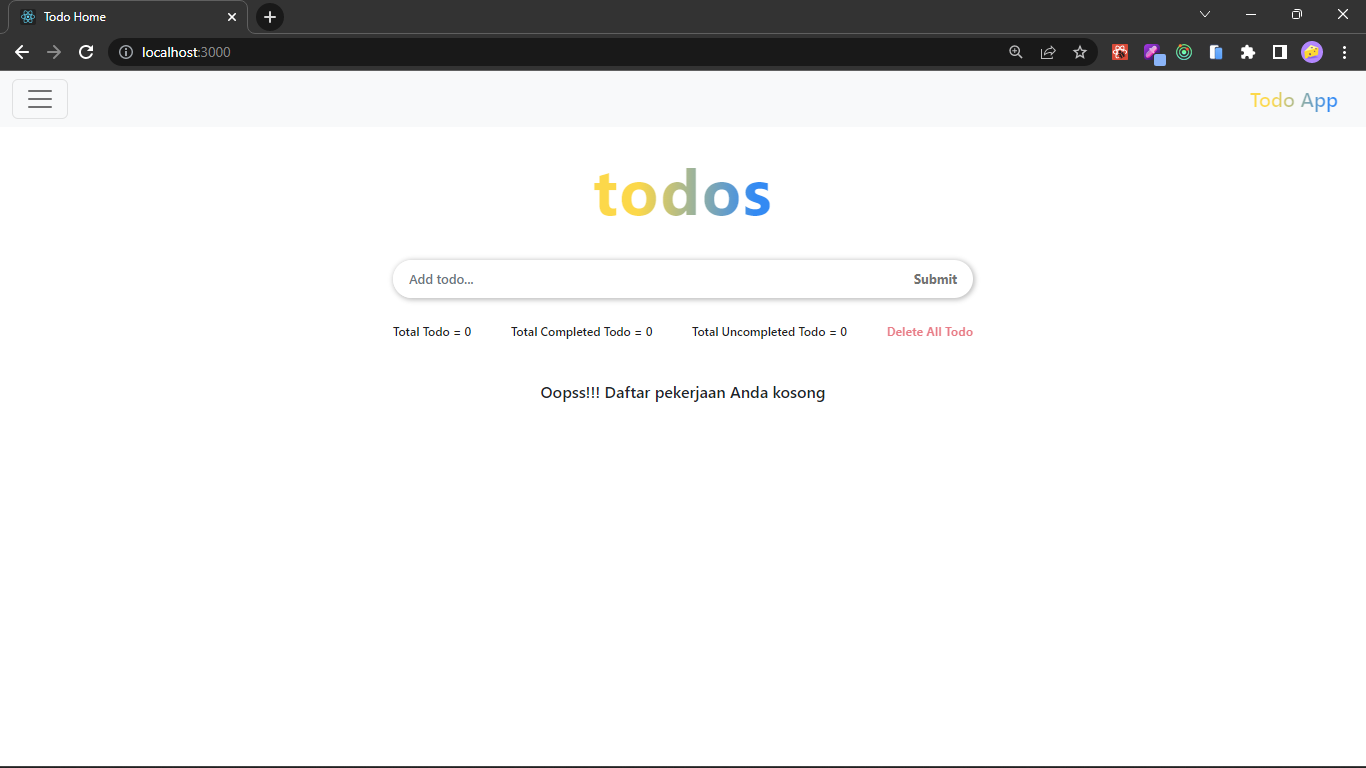 Todo Home
localhost:3000
Todo App
todos
Add todo... Submit
Total Todo = 0 Total Completed Todo = 0 Total Uncompleted Todo = 0 Delete All Todo
Oopss!!! Daftar pekerjaan Anda kosong